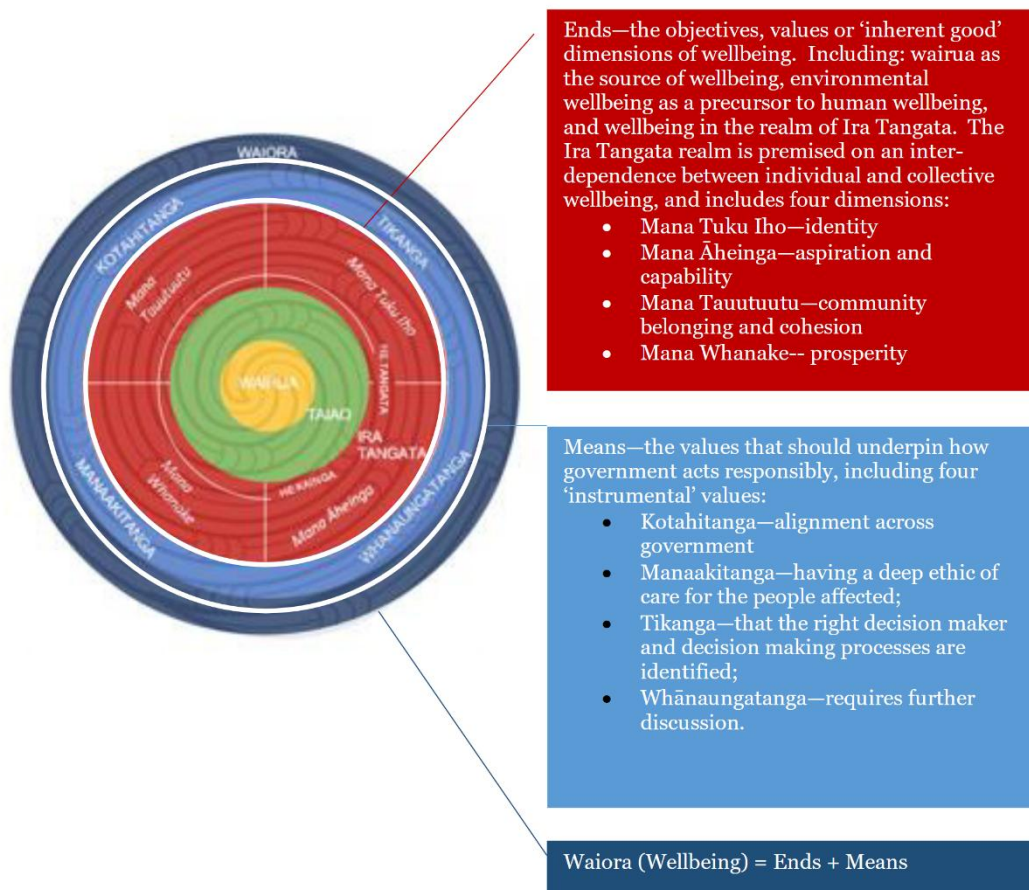 WAIORA
KOTAHITANGA
TIKANGA
Mana
Tauutuutu
Mana Tuku Iho
HE TANGATA
WAIRUA
TAIAO
IRA
TANGATA
HE KAINGA
Mana
Whanake
Mana Āheinga
MANAAKITANGA
WHANAUNGATANGA
Ends—the objectives, values or ‘inherent good’
dimensions of wellbeing.  Including: wairua as
the source of wellbeing, environmental
wellbeing as a precursor to human wellbeing,
and wellbeing in the realm of Ira Tangata.  The
Ira Tangata realm is premised on an inter-
dependence between individual and collective
wellbeing, and includes four dimensions:
• Mana Tuku Iho—identity
• Mana Āheinga—aspiration and
capability
• Mana Tauutuutu—community
belonging and cohesion
• Mana Whanake-- prosperity
Means—the values that should underpin how
government acts responsibly, including four
‘instrumental’ values:
• Kotahitanga—alignment across
government
• Manaakitanga—having a deep ethic of
care for the people affected;
• Tikanga—that the right decision maker
and decision making processes are
identified;
• Whānaungatanga—requires further
discussion.
Waiora (Wellbeing) = Ends + Means